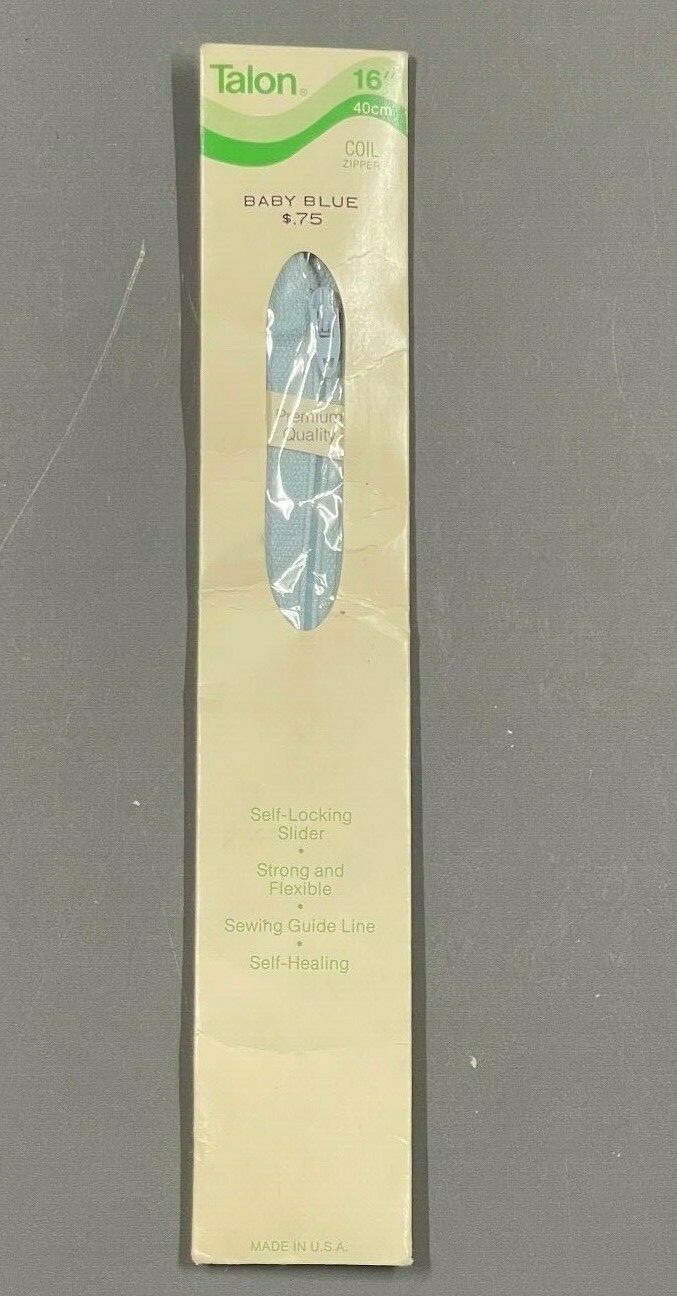 Talon®
16"
40cm
COIL
ZIPPER
BABY BLUE
$.75
Premium
Quality
Self-Locking
Slider
•
Strong and
Flexible
•
Sewing Guide Line
•
Self-Healing
MADE IN U.S.A.